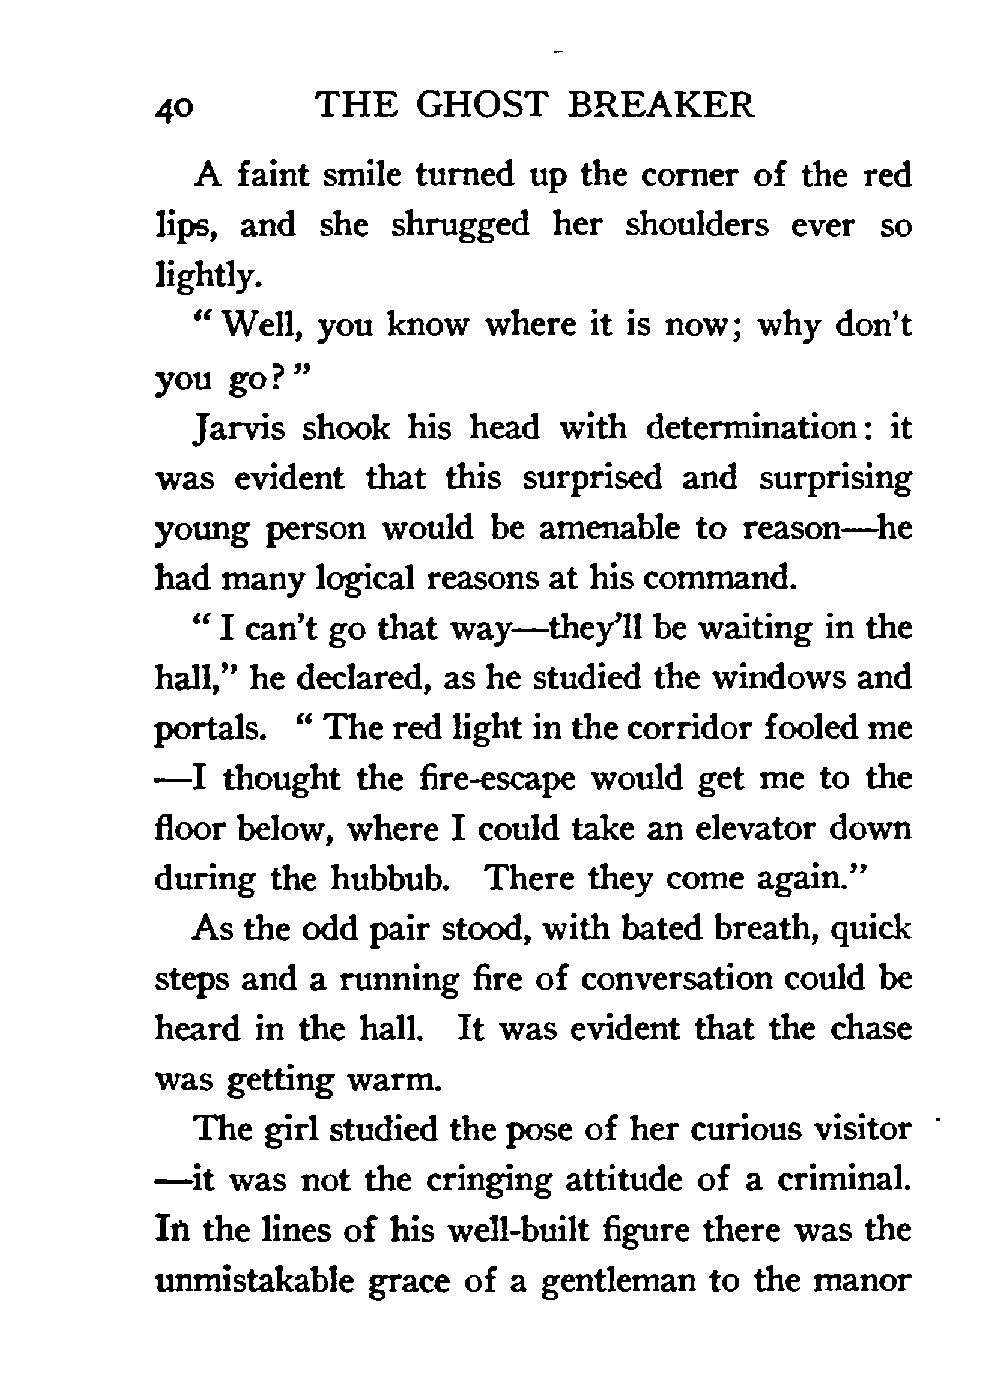 40 THE GHOST BREAKER
A faint smile turned up the corner of the red
lips, and she shrugged her shoulders ever so
lightly.
“ Well, you know where it is now; why don’t
you go? ”
Jarvis shook his head with determination: it
was evident that this surprised and surprising
young person would be amenable to reason—he
had many logical reasons at his command.
“ I can’t go that way—they’ll be waiting in the
hall,” he declared, as he studied the windows and
portals. “ The red light in the corridor fooled me
—I thought the fire-escape would get me to the
floor below, where I could take an elevator down
during the hubbub. There they come again.”
As the odd pair stood, with bated breath, quick
steps and a running fire of conversation could be
heard in the hall. It was evident that the chase
was getting warm.
The girl studied the pose of her curious visitor
—it was not the cringing attitude of a criminal.
In the lines of his well-built figure there was the
unmistakable grace of a gentleman to the manor